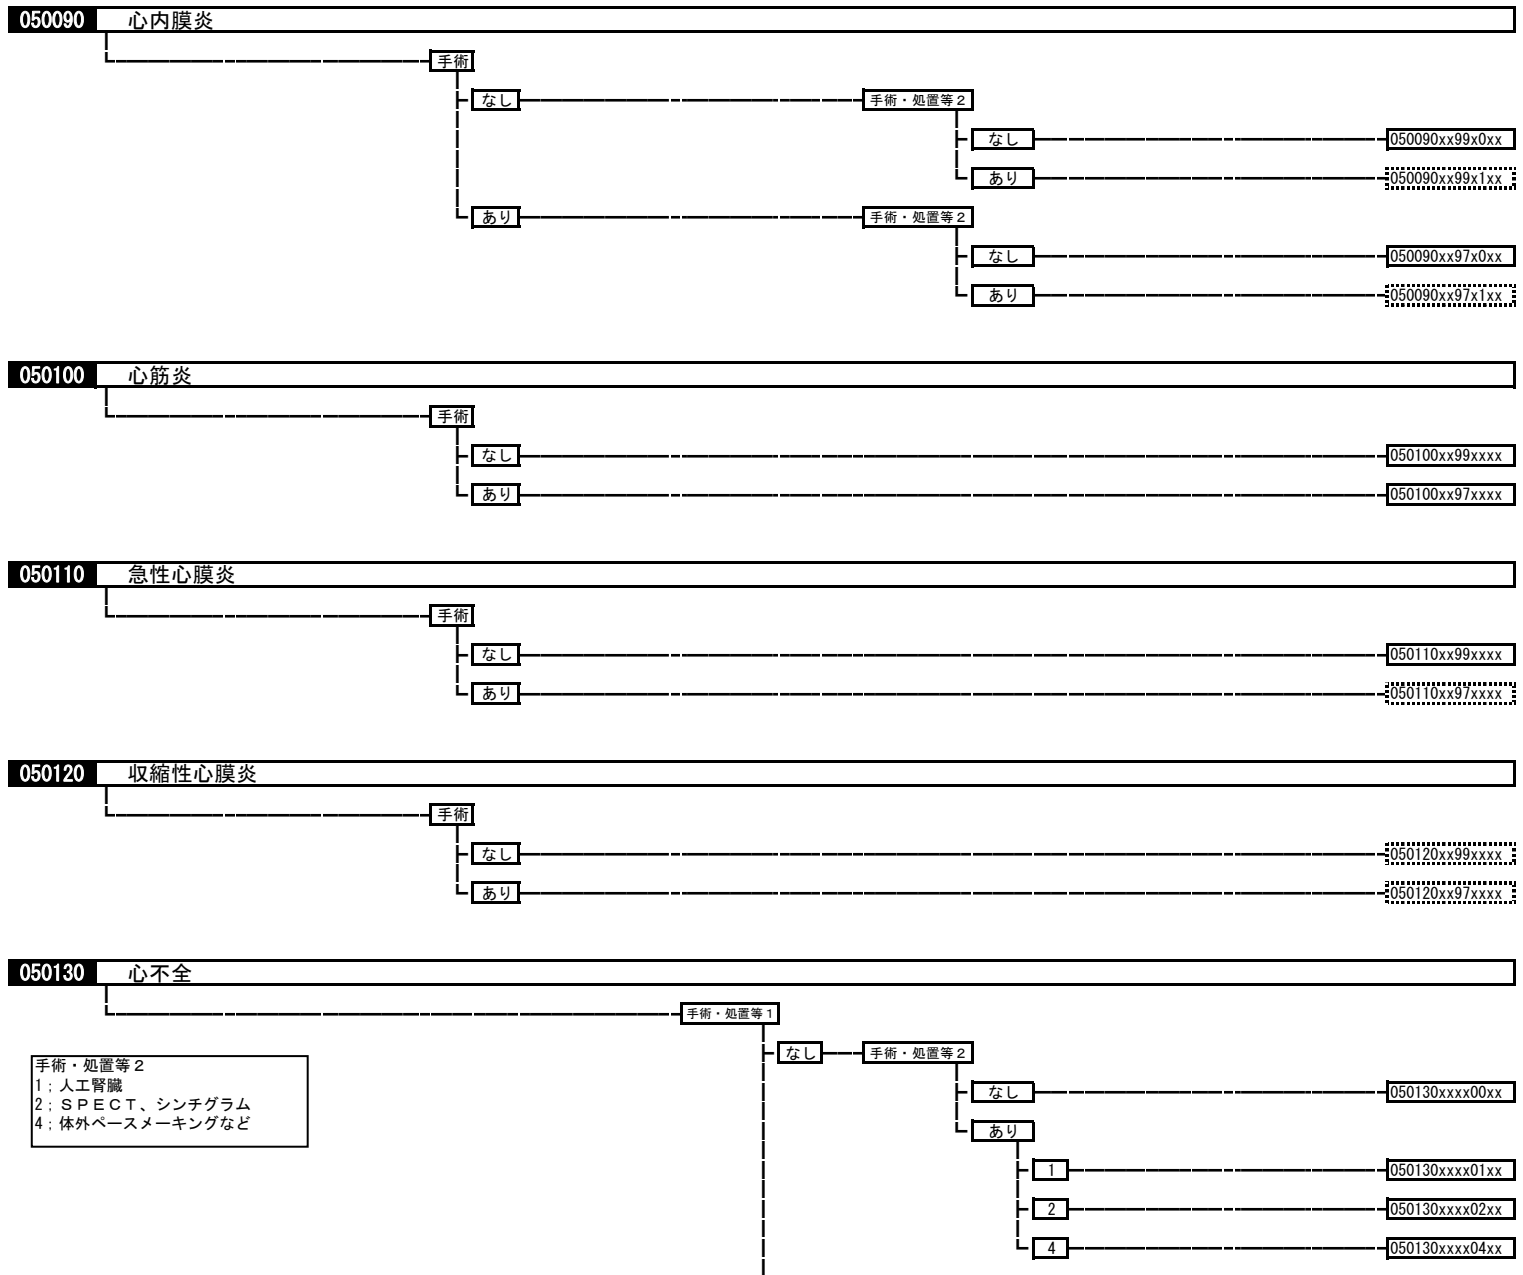 050090 心内膜炎
手術
なし 手術・処置等２
なし 050090xx99x0xx
あり 050090xx99x1xx
あり 手術・処置等２
なし 050090xx97x0xx
あり 050090xx97x1xx
050100 心筋炎
手術
なし 050100xx99xxxx
あり 050100xx97xxxx
050110 急性心膜炎
手術
なし 050110xx99xxxx
あり 050110xx97xxxx
050120 収縮性心膜炎
手術
なし 050120xx99xxxx
あり 050120xx97xxxx
050130 心不全
手術・処置等１
なし 手術・処置等２
手術・処置等２
1；人工腎臓
2；ＳＰＥＣＴ、シンチグラム
4；体外ペースメーキングなど
なし 050130xxxx00xx
あり
1 050130xxxx01xx
2 050130xxxx02xx
4 050130xxxx04xx